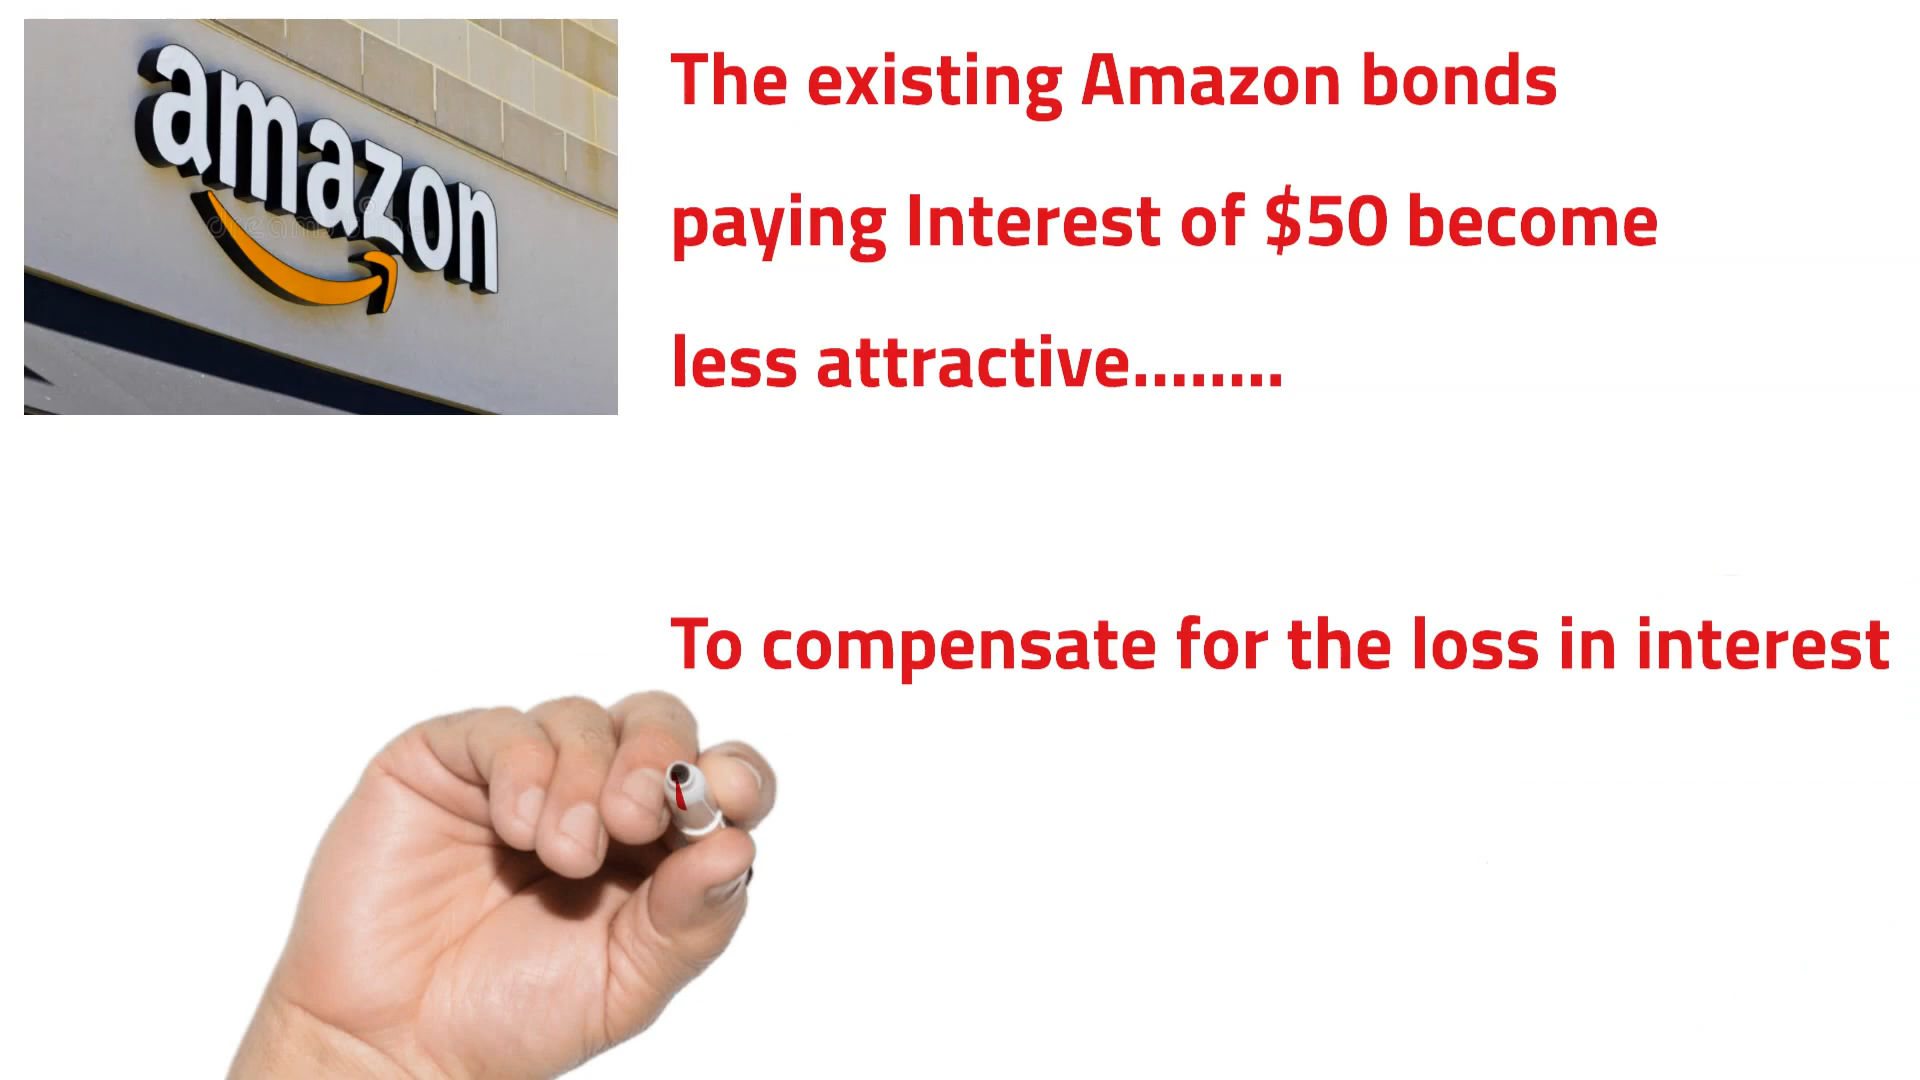 amazon
The existing Amazon bonds
paying Interest of $50 become
less attractive........
To compensate for the loss in interest